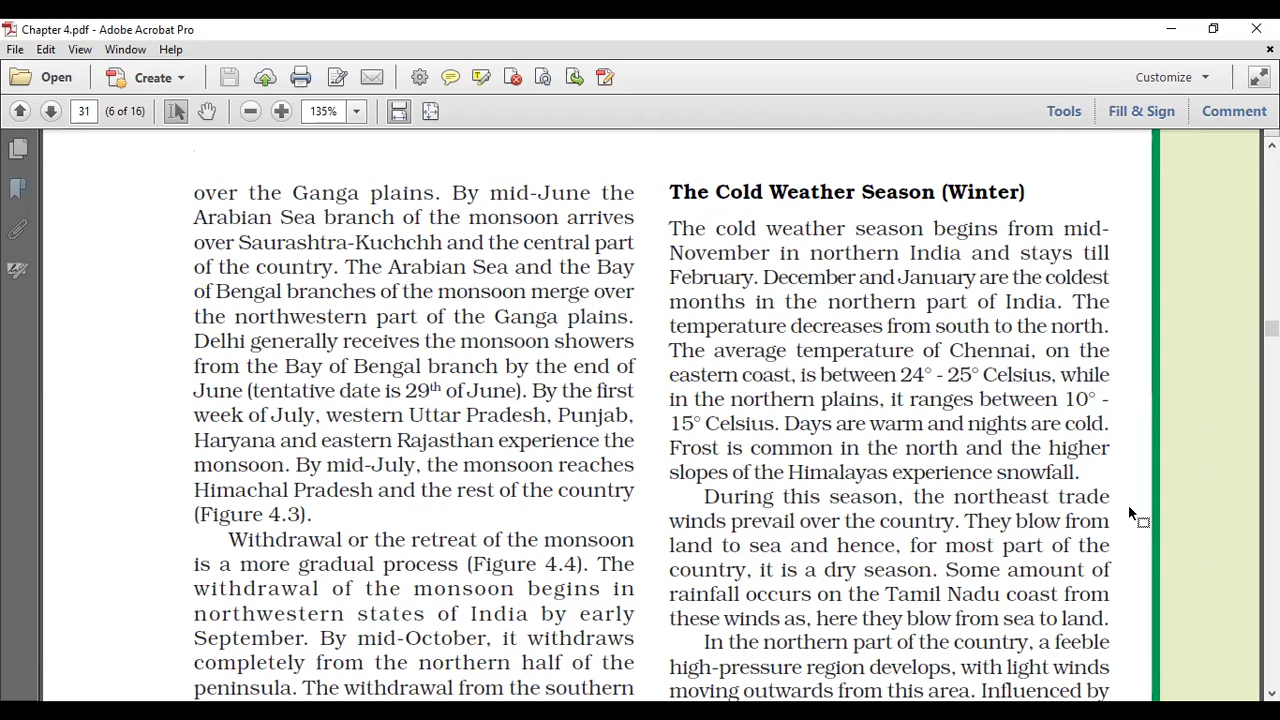 Chapter 4.pdf - Adobe Acrobat Pro
File Edit View Window Help
Open Create Customize
31 (6 of 16) 135% Tools Fill & Sign Comment
over the Ganga plains. By mid-June the
Arabian Sea branch of the monsoon arrives
over Saurashtra-Kuchchh and the central part
of the country. The Arabian Sea and the Bay
of Bengal branches of the monsoon merge over
the northwestern part of the Ganga plains.
Delhi generally receives the monsoon showers
from the Bay of Bengal branch by the end of
June (tentative date is 29th of June). By the first
week of July, western Uttar Pradesh, Punjab,
Haryana and eastern Rajasthan experience the
monsoon. By mid-July, the monsoon reaches
Himachal Pradesh and the rest of the country
(Figure 4.3).
Withdrawal or the retreat of the monsoon
is a more gradual process (Figure 4.4). The
withdrawal of the monsoon begins in
northwestern states of India by early
September. By mid-October, it withdraws
completely from the northern half of the
peninsula. The withdrawal from the southern
The Cold Weather Season (Winter)
The cold weather season begins from mid-
November in northern India and stays till
February. December and January are the coldest
months in the northern part of India. The
temperature decreases from south to the north.
The average temperature of Chennai, on the
eastern coast, is between 24° - 25° Celsius, while
in the northern plains, it ranges between 10° -
15° Celsius. Days are warm and nights are cold.
Frost is common in the north and the higher
slopes of the Himalayas experience snowfall.
During this season, the northeast trade
winds prevail over the country. They blow from
land to sea and hence, for most part of the
country, it is a dry season. Some amount of
rainfall occurs on the Tamil Nadu coast from
these winds as, here they blow from sea to land.
In the northern part of the country, a feeble
high-pressure region develops, with light winds
moving outwards from this area. Influenced by